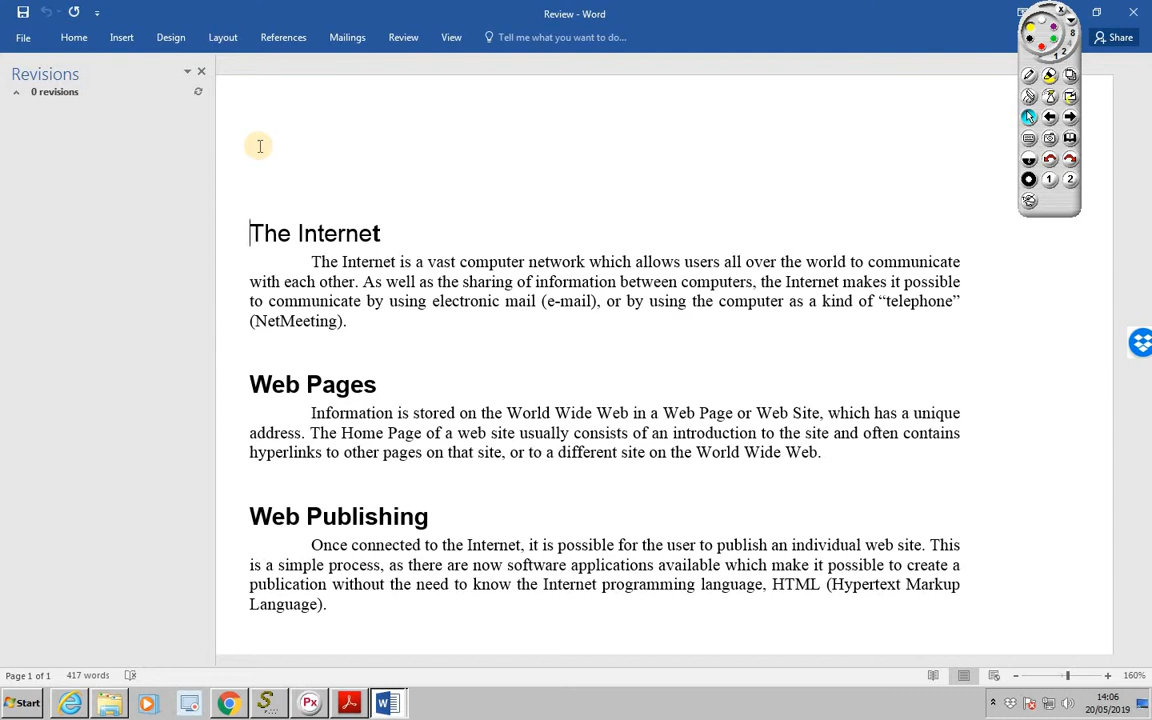 Review - Word
File Home Insert Design Layout References Mailings Review View Tell me what you want to do... Share
Revisions
0 revisions
The Internet
The Internet is a vast computer network which allows users all over the world to communicate
with each other. As well as the sharing of information between computers, the Internet makes it possible
to communicate by using electronic mail (e-mail), or by using the computer as a kind of “telephone”
(NetMeeting).
Web Pages
Information is stored on the World Wide Web in a Web Page or Web Site, which has a unique
address. The Home Page of a web site usually consists of an introduction to the site and often contains
hyperlinks to other pages on that site, or to a different site on the World Wide Web.
Web Publishing
Once connected to the Internet, it is possible for the user to publish an individual web site. This
is a simple process, as there are now software applications available which make it possible to create a
publication without the need to know the Internet programming language, HTML (Hypertext Markup
Language).
Page 1 of 1 417 words 160%
Start Px 14:06
20/05/2019